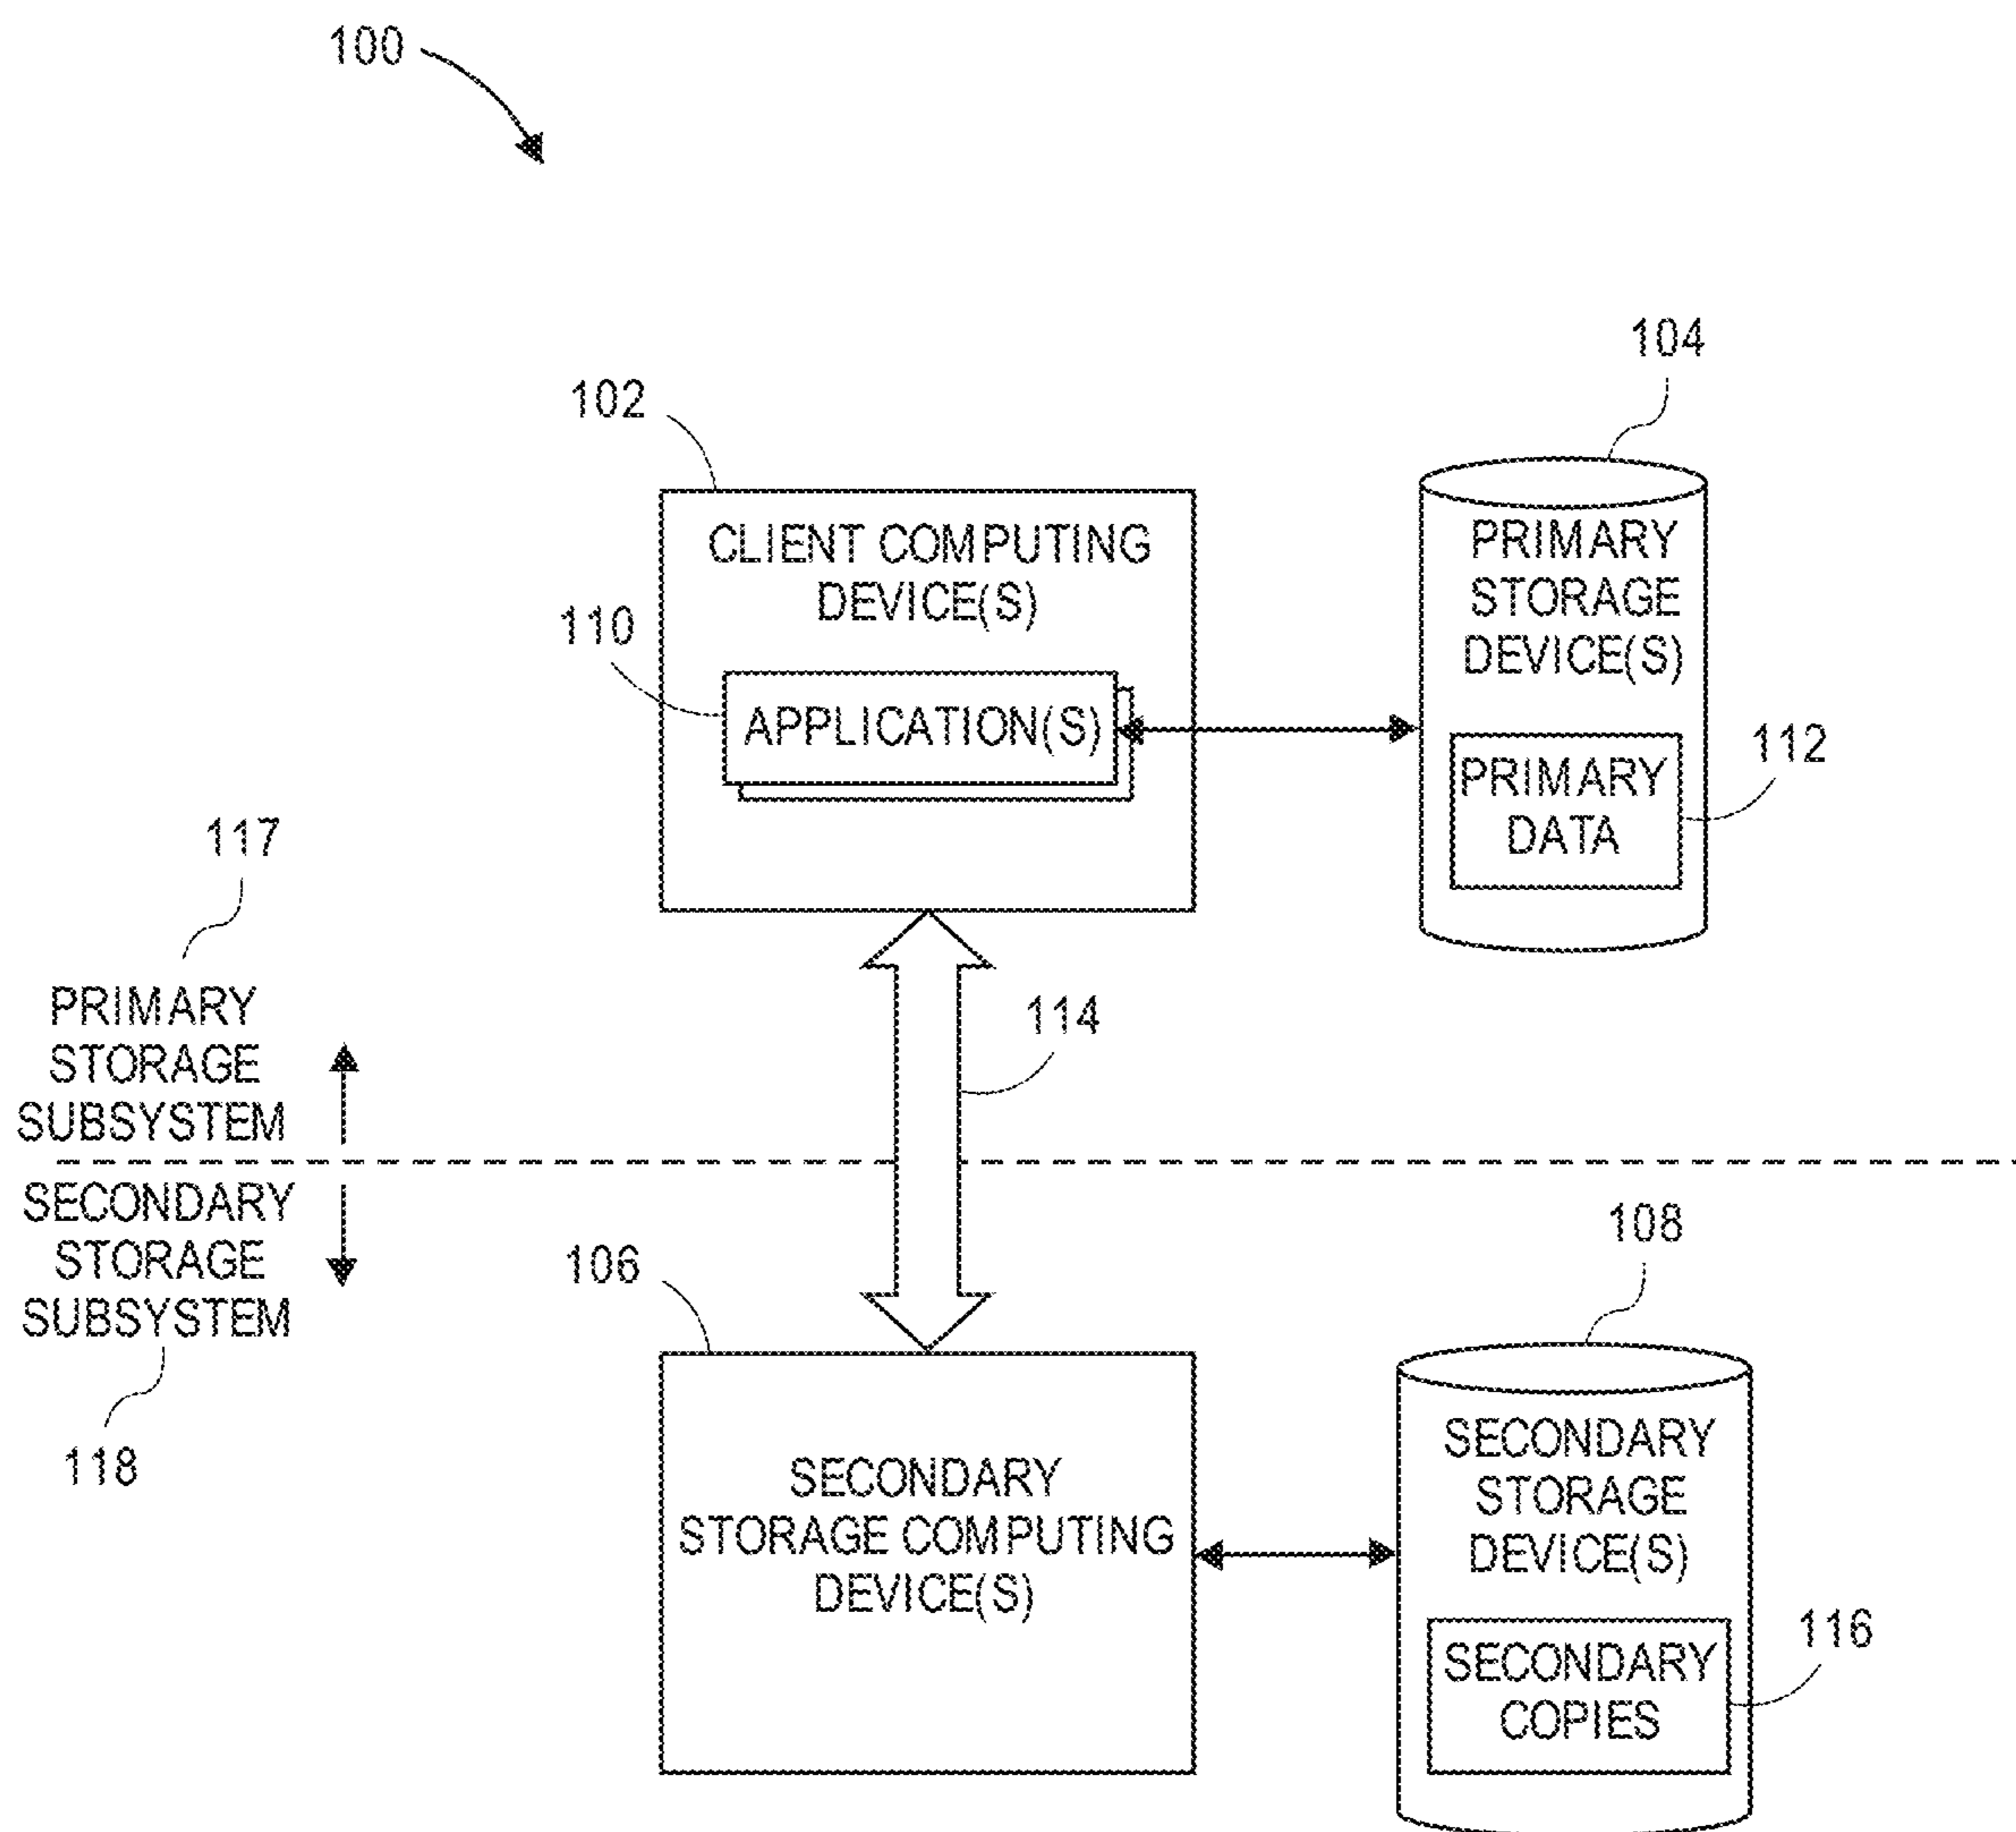 100
104
102
CLIENT COMPUTING
DEVICE(S)
PRIMARY
STORAGE
DEVICE(S)
110
APPLICATION(S)
112
PRIMARY
DATA
117
PRIMARY
STORAGE
SUBSYSTEM
114
SECONDARY
STORAGE
SUBSYSTEM
118
106
108
SECONDARY
STORAGE COMPUTING
DEVICE(S)
SECONDARY
STORAGE
DEVICE(S)
116
SECONDARY
COPIES